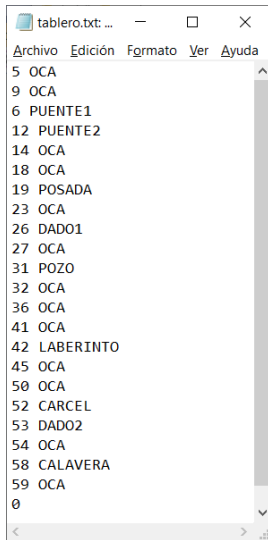 tablero.txt: ...
Archivo Edición Formato Ver Ayuda
5 OCA
9 OCA
6 PUENTE1
12 PUENTE2
14 OCA
18 OCA
19 POSADA
23 OCA
26 DADO1
27 OCA
31 POZO
32 OCA
36 OCA
41 OCA
42 LABERINTO
45 OCA
50 OCA
52 CARCEL
53 DADO2
54 OCA
58 CALAVERA
59 OCA
0